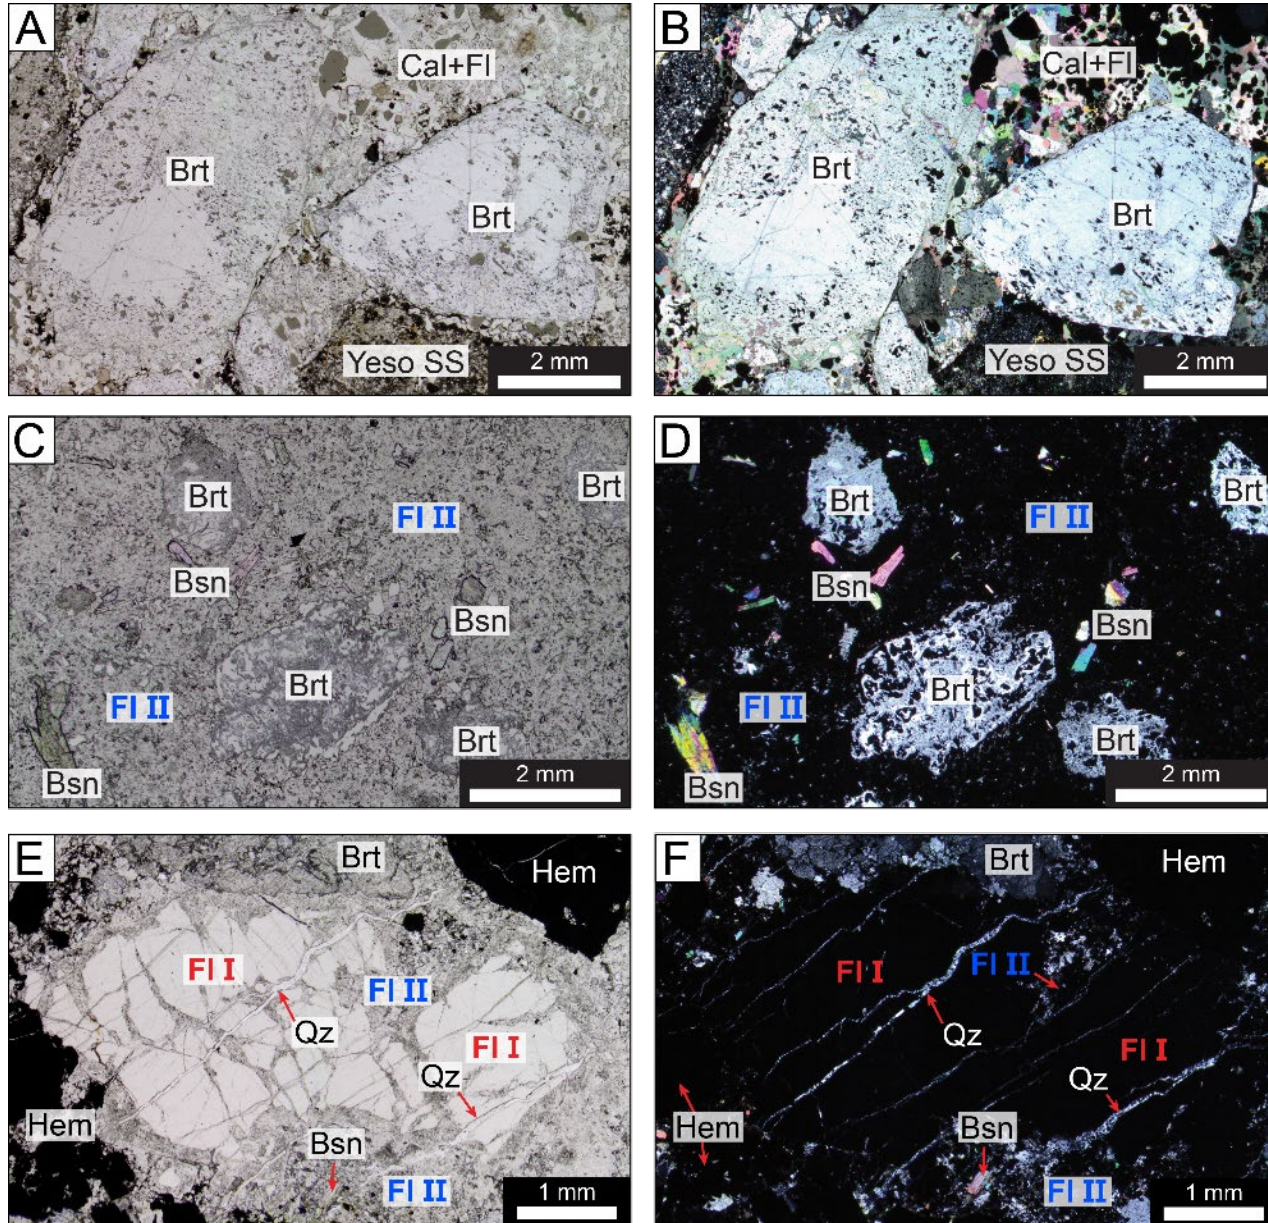 A
Cal+Fl
Brt
Brt
Yeso SS
2 mm
B
Cal+Fl
Brt
Brt
Yeso SS
2 mm
C
Brt
Brt
Fl II
Bsn
Bsn
Brt
Fl II
Brt
Bsn
2 mm
D
Brt
Brt
Fl II
Bsn
Bsn
Brt
Fl II
Brt
Bsn
2 mm
E
Brt
Hem
Fl I
Fl II
Qz
Fl I
Qz
Hem
Bsn
Fl II
1 mm
F
Brt
Hem
Fl I
Fl II
Qz
Fl I
Qz
Hem
Bsn
Fl II
1 mm